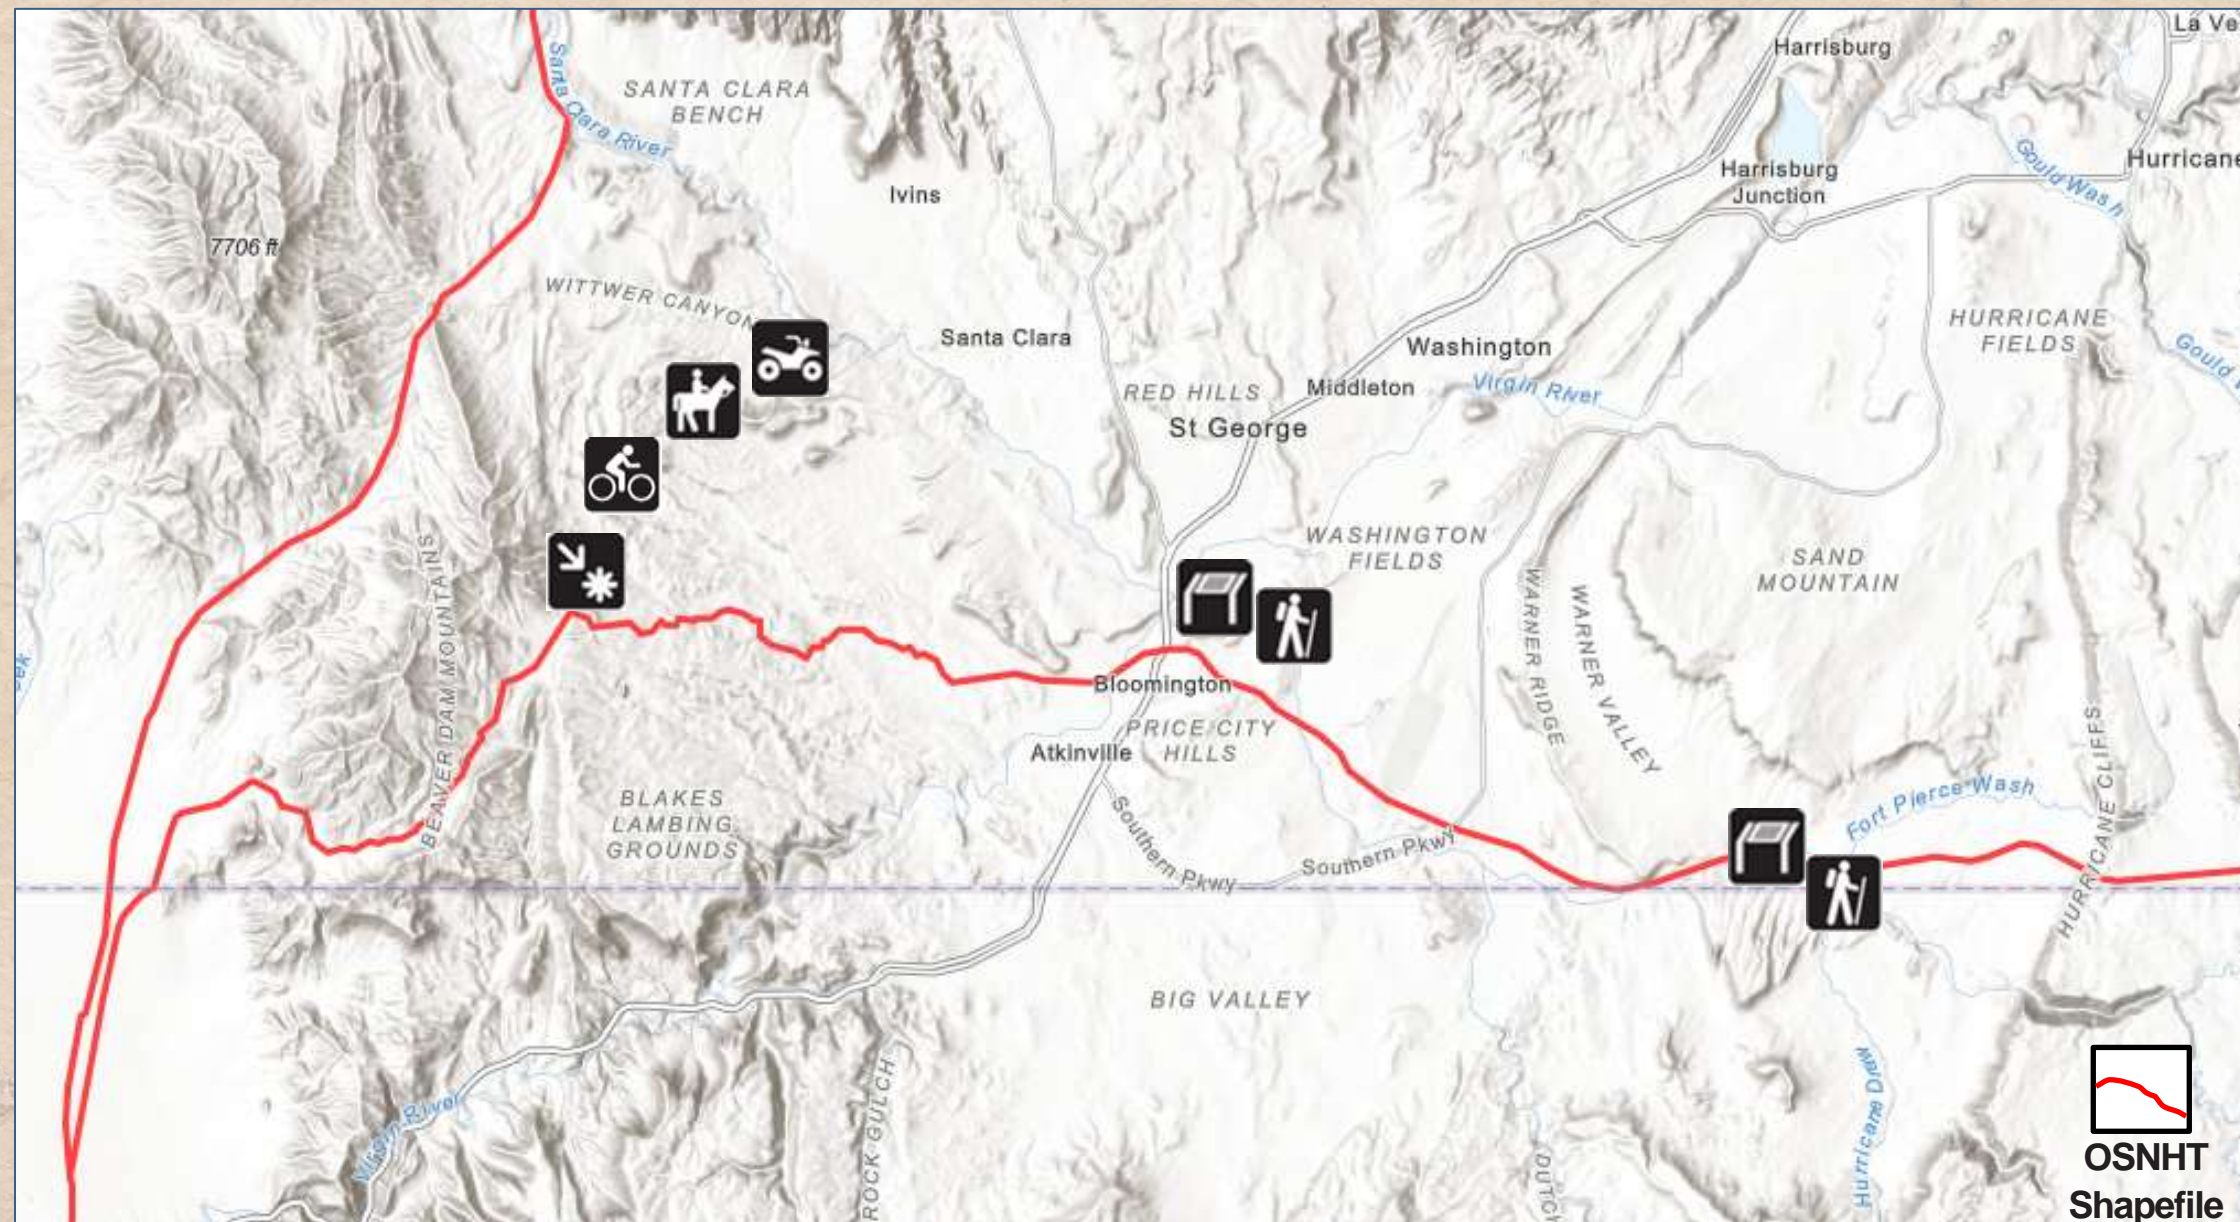 La Ve
Harrisburg
Santa Clara River
SANTA CLARA
BENCH
Gould Wash
Hurricane
Harrisburg
Junction
Ivins
7706 ft
WITTWER CANYON
HURRICANE
FIELDS
Santa Clara
Washington
Gould
Middleton
Virgin River
RED HILLS
St George
WASHINGTON
FIELDS
SAND
MOUNTAIN
BEAVER DAM MOUNTAINS
WARNER RIDGE
WARNER VALLEY
eek
Bloomington
PRICE CITY
HILLS
Atkinville
HURRICANE CLIFFS
BLAKES
LAMBING
GROUNDS
Fort Pierce Wash
Southern Pkwy
Southern Pkwy
BIG VALLEY
Virgin River
ROCK GULCH
Hurricane Draw
DUTCH
OSNHT
Shapefile